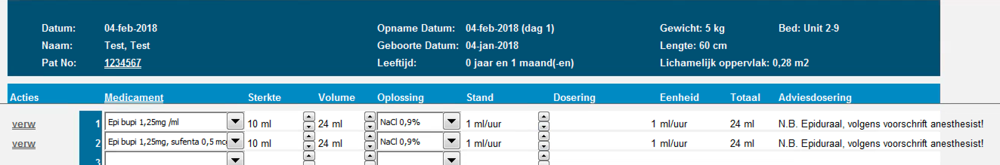 Datum: 04-feb-2018 Opname Datum: 04-feb-2018 (dag 1) Gewicht: 5 kg Bed: Unit 2-9
Naam: Test, Test Geboorte Datum: 04-jan-2018 Lengte: 60 cm
Pat No: 1234567 Leeftijd: 0 jaar en 1 maand(-en) Lichamelijk oppervlak: 0,28 m2
Acties Medicament Sterkte Volume Oplossing Stand Dosering Eenheid Totaal Adviesdosering
verw 1 Epi bupi 1,25mg /ml 10 ml 24 ml NaCl 0,9% 1 ml/uur 1 ml/uur 24 ml N.B. Epiduraal, volgens voorschrift anesthesist!
verw 2 Epi bupi 1,25mg, sufenta 0,5 mc 10 ml 24 ml NaCl 0,9% 1 ml/uur 1 ml/uur 24 ml N.B. Epiduraal, volgens voorschrift anesthesist!
3